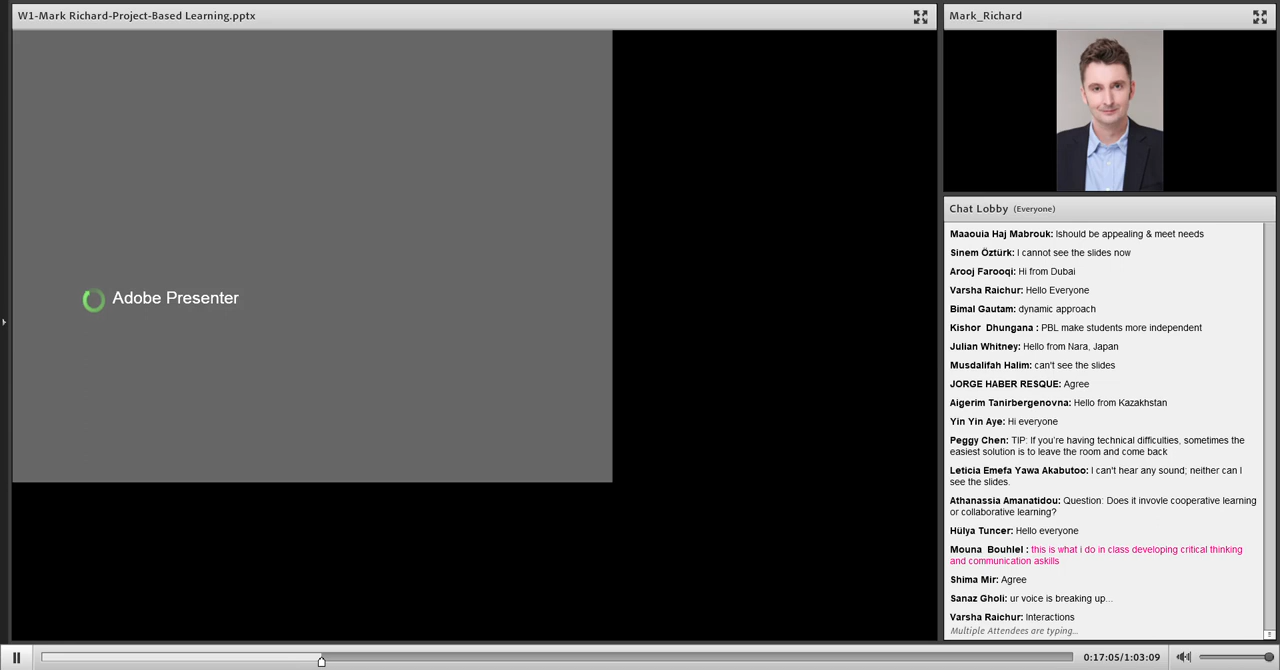 W1-Mark Richard-Project-Based Learning.pptx
Adobe Presenter
Mark_Richard
Chat Lobby (Everyone)
Maaouia Haj Mabrouk: Ishould be appealing & meet needs
Sinem Öztürk: I cannot see the slides now
Arooj Farooqi: Hi from Dubai
Varsha Raichur: Hello Everyone
Bimal Gautam: dynamic approach
Kishor Dhungana : PBL make students more independent
Julian Whitney: Hello from Nara, Japan
Musdalifah Halim: can't see the slides
JORGE HABER RESQUE: Agree
Aigerim Tanirbergenovna: Hello from Kazakhstan
Yin Yin Aye: Hi everyone
Peggy Chen: TIP: If you're having technical difficulties, sometimes the
easiest solution is to leave the room and come back
Leticia Emefa Yawa Akabutoo: I can't hear any sound; neither can I
see the slides.
Athanassia Amanatidou: Question: Does it invovle cooperative learning
or collaborative learning?
Hülya Tuncer: Hello everyone
Mouna Bouhlel : this is what i do in class developing critical thinking
and communication askills
Shima Mir: Agree
Sanaz Gholi: ur voice is breaking up...
Varsha Raichur: Interactions
Multiple Attendees are typing...
0:17:05/1:03:09